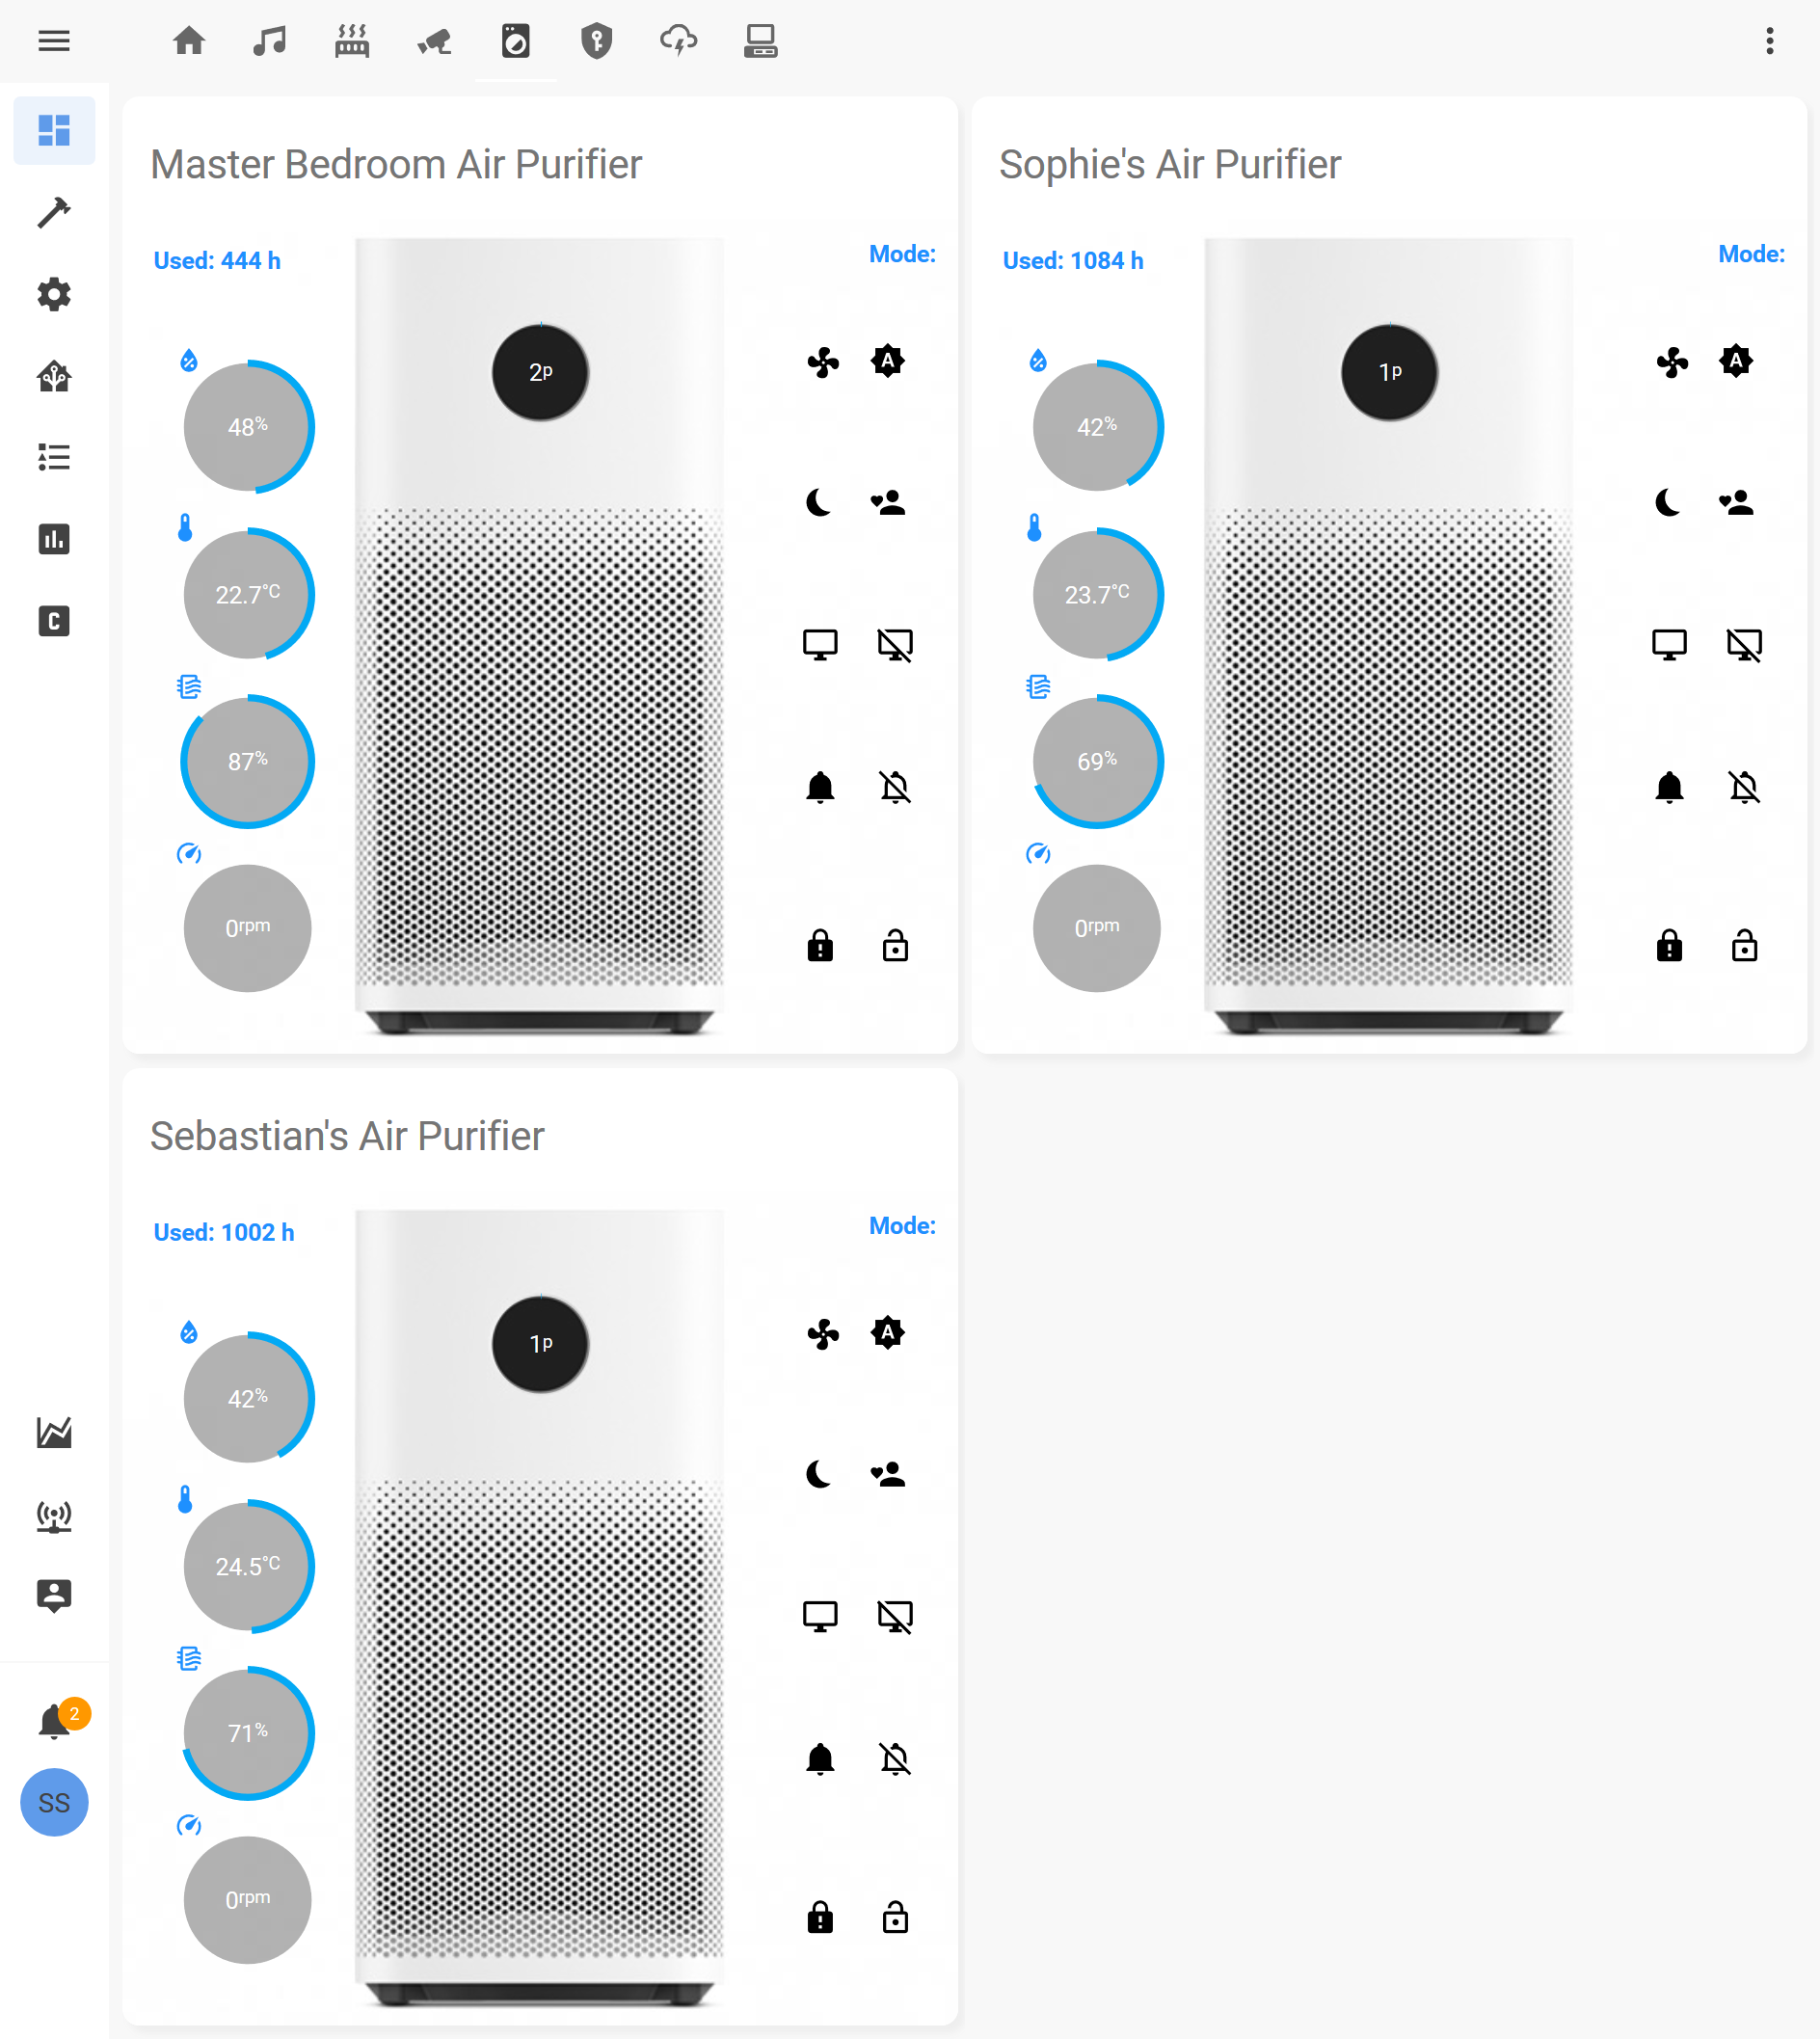 Master Bedroom Air Purifier
Used: 444 h
Mode:
2p
A
48%
22.7°C
87%
0rpm
Sophie's Air Purifier
Used: 1084 h
Mode:
1p
A
42%
23.7°C
69%
0rpm
C
Sebastian's Air Purifier
Used: 1002 h
Mode:
1p
A
42%
24.5°C
71%
0rpm
2
SS